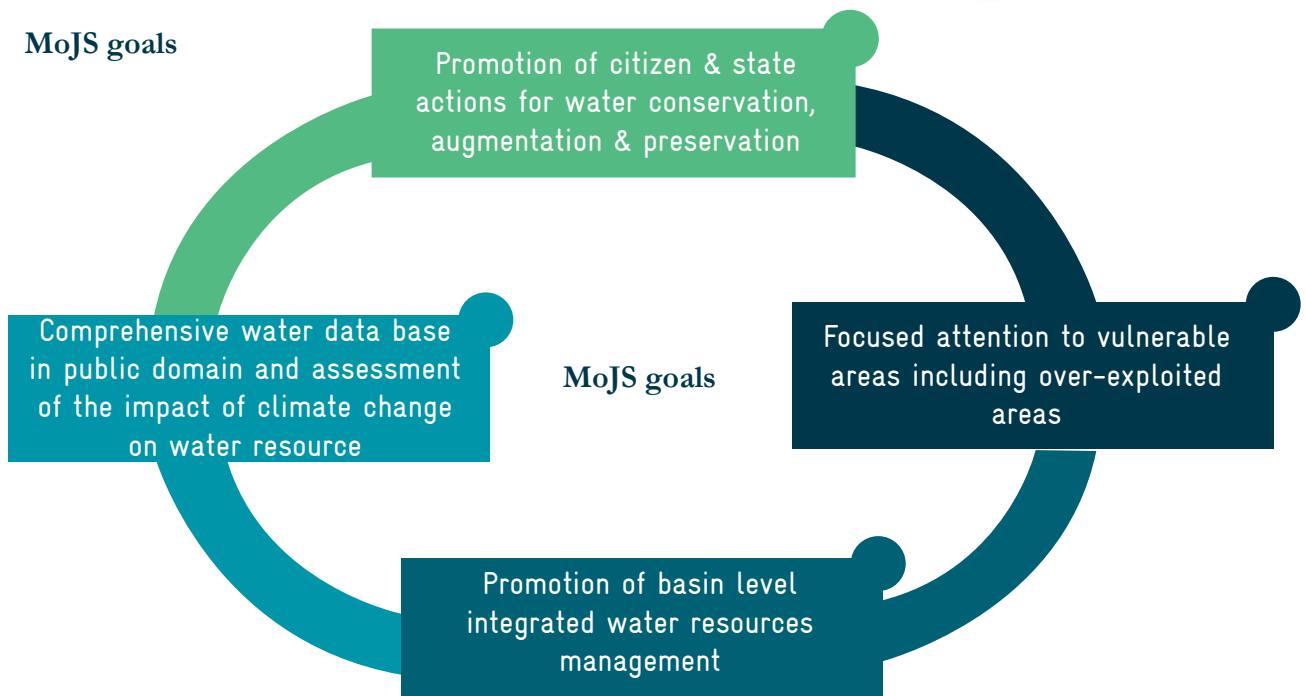 MoJS goals
Promotion of citizen & state
actions for water conservation,
augmentation & preservation
Comprehensive water data base
in public domain and assessment
of the impact of climate change
on water resource
MoJS goals
Focused attention to vulnerable
areas including over-exploited
areas
Promotion of basin level
integrated water resources
management